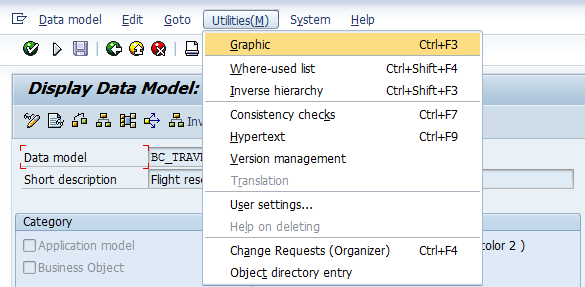 Data model Edit Goto Utilities(M) System Help
Graphic Ctrl+F3
Display Data Model: Where-used list Ctrl+Shift+F4
Inverse hierarchy Ctrl+Shift+F3
Consistency checks Ctrl+F7
Inv Hypertext Ctrl+F9
Data model BC_TRAV Version management
Short description Flight rese Translation
User settings...
Category Help on deleting
Application model Change Requests (Organizer) Ctrl+F4 color 2 )
Business Object Object directory entry